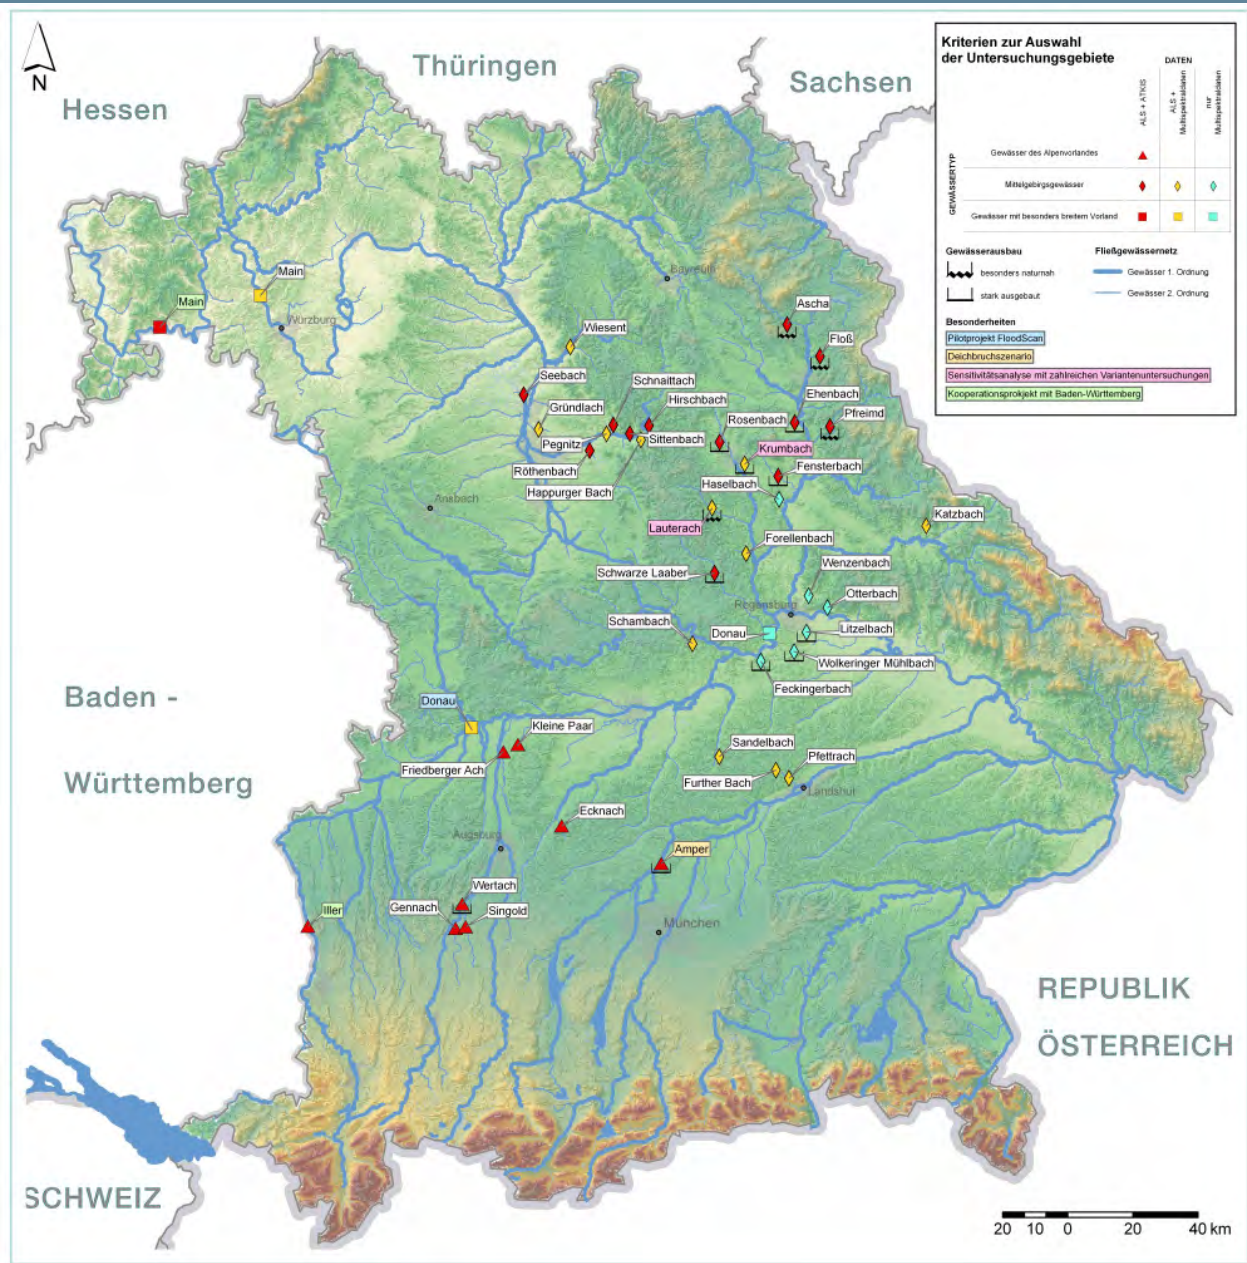 N
Thüringen
Sachsen
Hessen
Kriterien zur Auswahl
der Untersuchungsgebiete
DATEN
ALS + ATKIS
ALS +
Multispektraldaten
nur
Multispektraldaten
GEWÄSSERTYP
Gewässer des Alpenvorlandes
Mittelgebirgsgewässer
Gewässer mit besonders breitem Vorland
Gewässerausbau
Fließgewässernetz
besonders naturnah
Gewässer 1. Ordnung
stark ausgebaut
Gewässer 2. Ordnung
Besonderheiten
Pilotprojekt FloodScan
Deichbruchszenario
Sensitivitätsanalyse mit zahlreichen Variantenuntersuchungen
Kooperationsprojekt mit Baden-Württemberg
Main
Bayreuth
Main
Ascha
Würzburg
Wiesent
Floß
Seebach
Schnaittach
Hirschbach
Ehenbach
Gründlach
Rosenbach
Pfreimd
Pegnitz
Sittenbach
Krumbach
Röthenbach
Fensterbach
Happurger Bach
Haselbach
Ansbach
Katzbach
Lauterach
Forellenbach
Wenzenbach
Schwarze Laaber
Otterbach
Regensburg
Schambach
Donau
Litzelbach
Wolkeringer Mühlbach
Feckingerbach
Baden -
Württemberg
Donau
Kleine Paar
Friedberger Ach
Sandelbach
Pfettrach
Further Bach
Landshut
Ecknach
Augsburg
Amper
Wertach
Gennach
Singold
Iller
München
REPUBLIK
ÖSTERREICH
SCHWEIZ
20 10 0 20 40 km